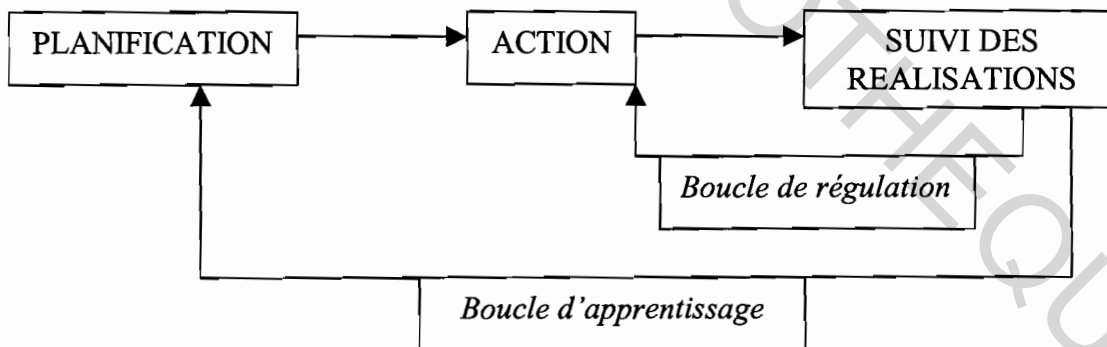 PLANIFICATION
ACTION
SUIVI DES
REALISATIONS
Boucle de régulation
Boucle d'apprentissage